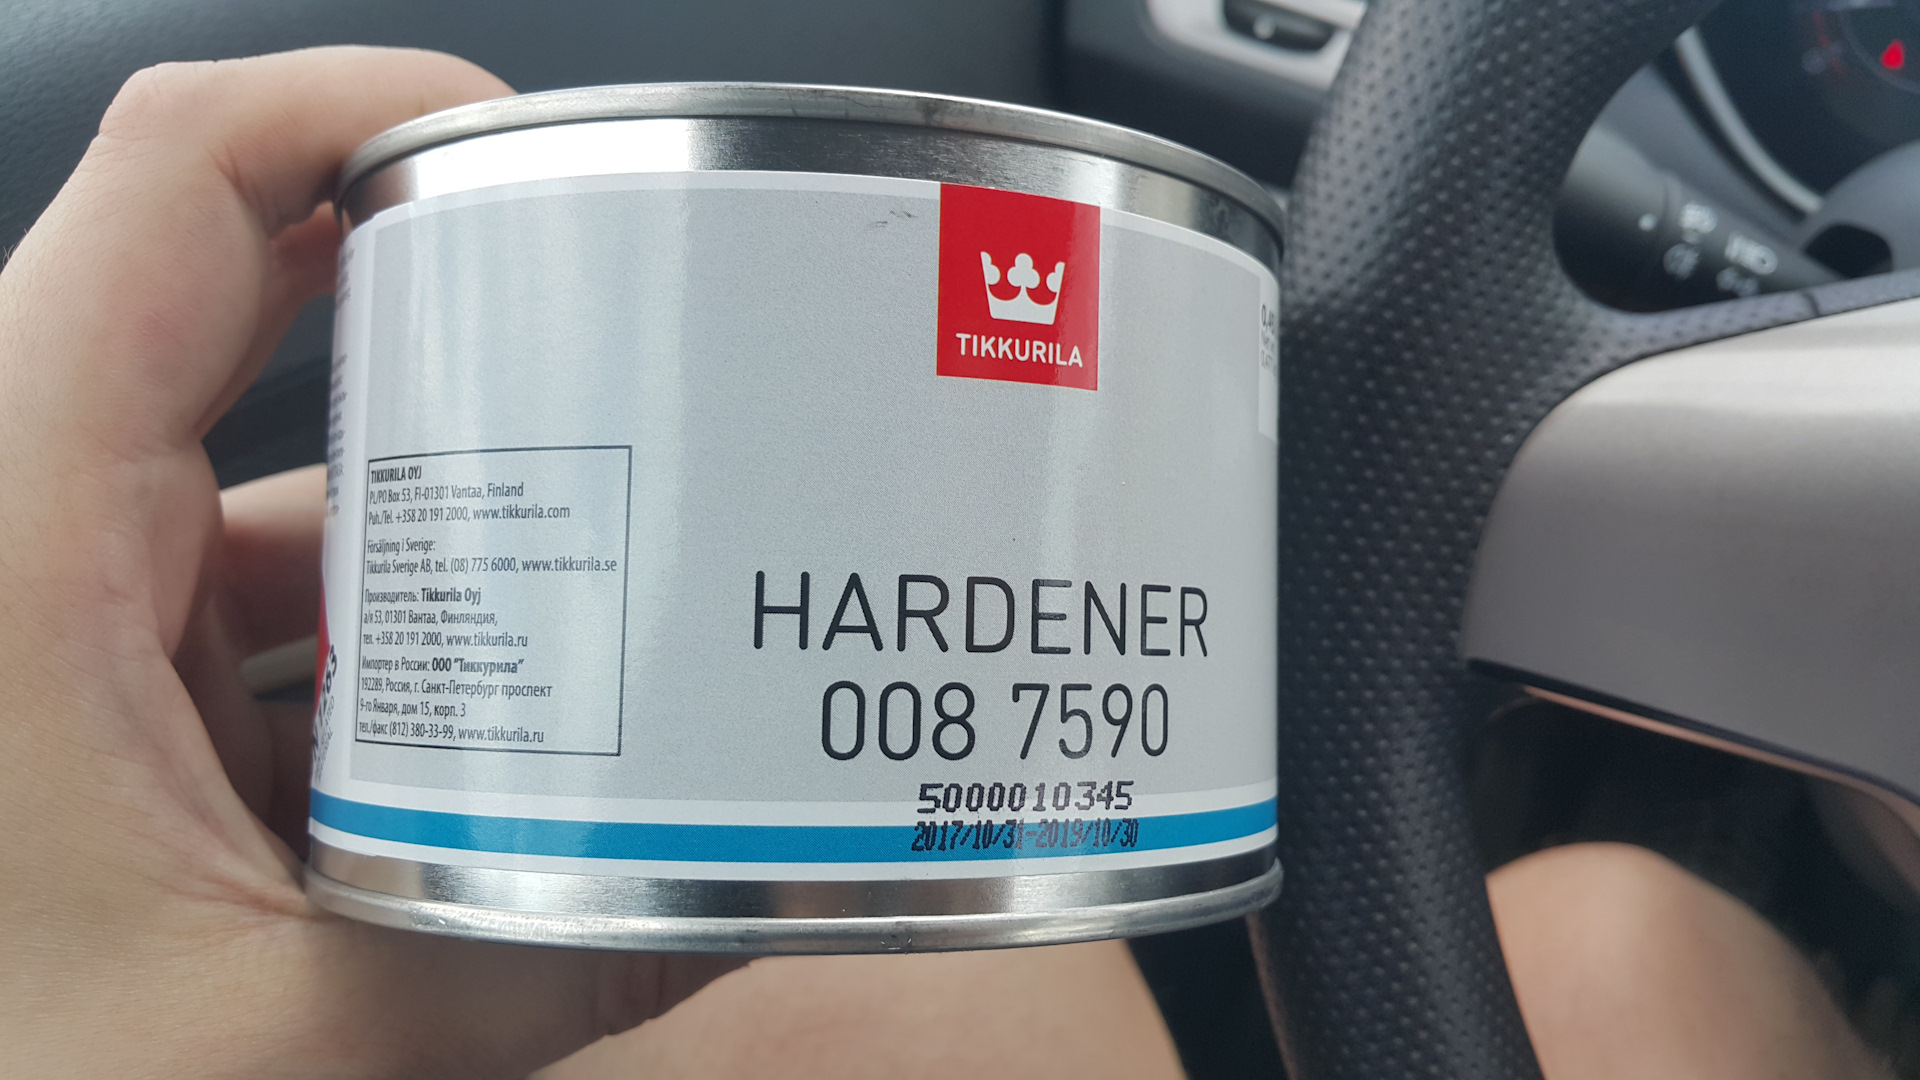 TIKKURILA
TIKKURILA OYJ
PL/PO Box 53, FI-01301 Vantaa, Finland
Puh./Tel. +358 20 191 2000, www.tikkurila.com
Försäljning i Sverige:
Tikkurila Sverige AB, tel. (08) 775 6000, www.tikkurila.se
Производитель: Tikkurila Oyj
а/я 53, 01301 Вантаа, Финляндия,
тел. +358 20 191 2000, www.tikkurila.ru
Импортер в России: ООО "Тиккурила"
192289, Россия, г. Санкт-Петербург проспект
9-го Января, дом 15, корп. 3
тел./факс (812) 380-33-99, www.tikkurila.ru
HARDENER
008 7590
5000010345
2017/10/31-2019/10/30